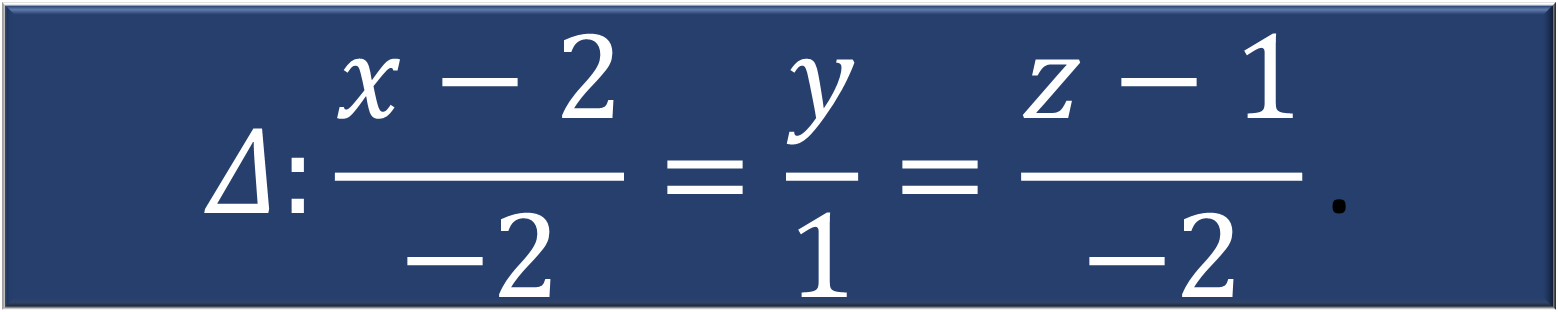 Δ: (x − 2)/(−2) = y/1 = (z − 1)/(−2).